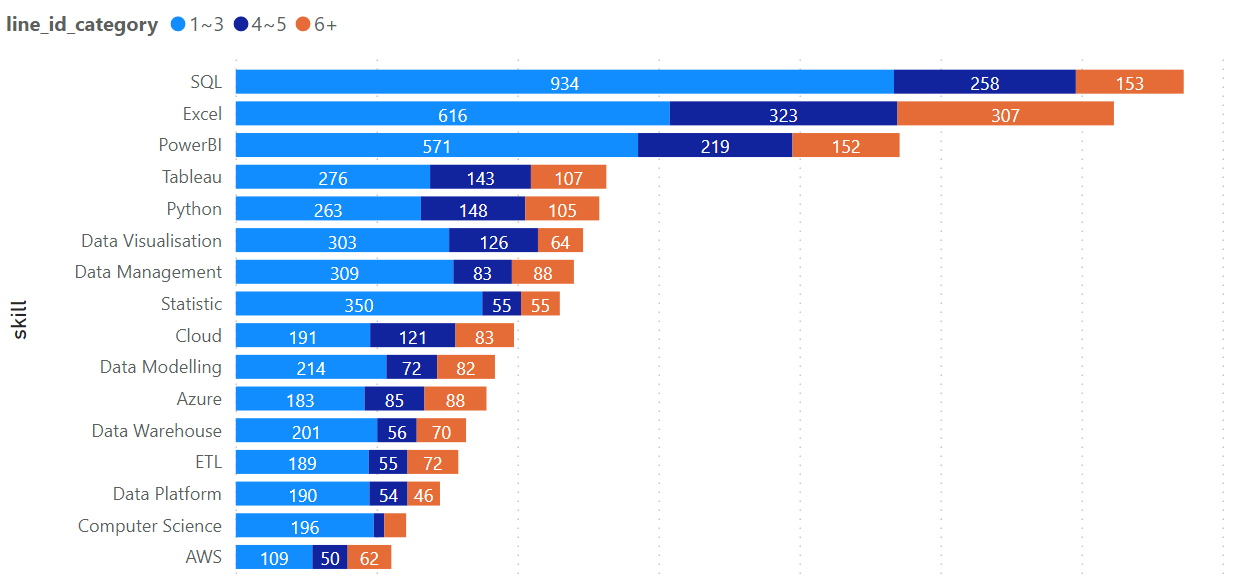 line_id_category 1~3 4~5 6+
SQL 934 258 153
Excel 616 323 307
PowerBI 571 219 152
Tableau 276 143 107
Python 263 148 105
Data Visualisation 303 126 64
Data Management 309 83 88
Statistic 350 55 55
skill
Cloud 191 121 83
Data Modelling 214 72 82
Azure 183 85 88
Data Warehouse 201 56 70
ETL 189 55 72
Data Platform 190 54 46
Computer Science 196
AWS 109 50 62